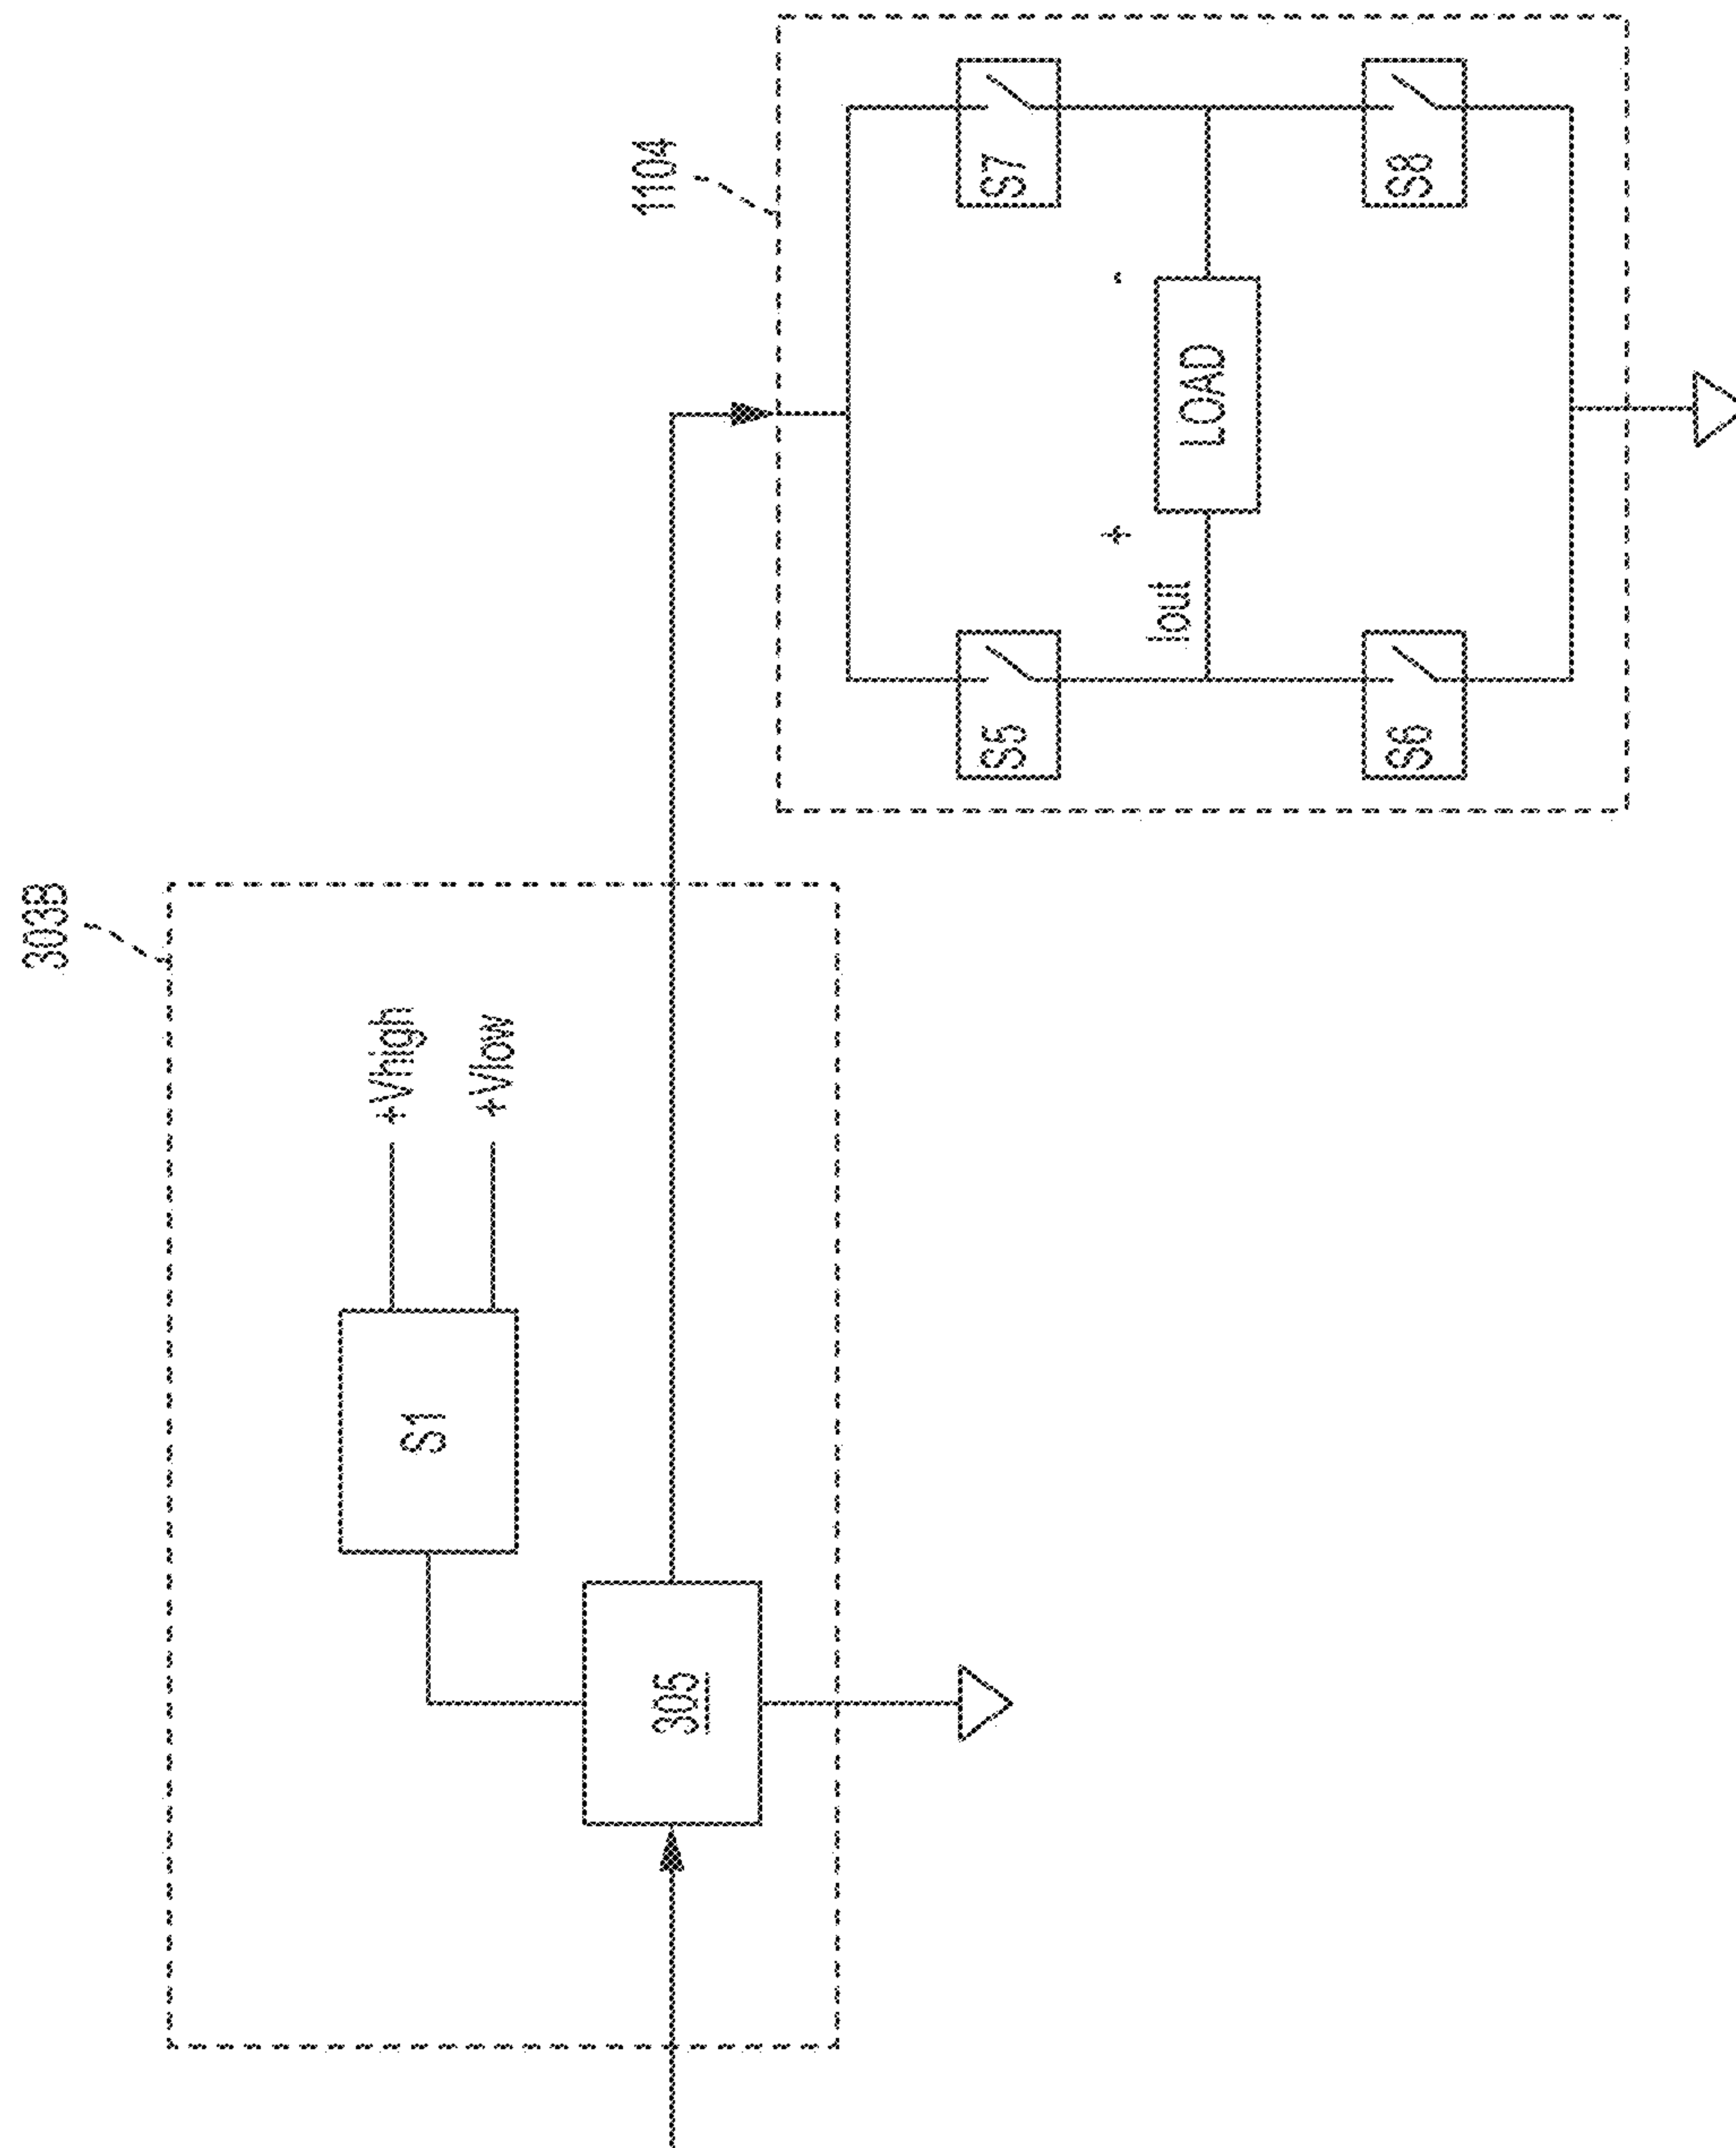 303B
+Vhigh
+Vlow
S1
305
1104
S5
S7
Iout
+
-
LOAD
S6
S8